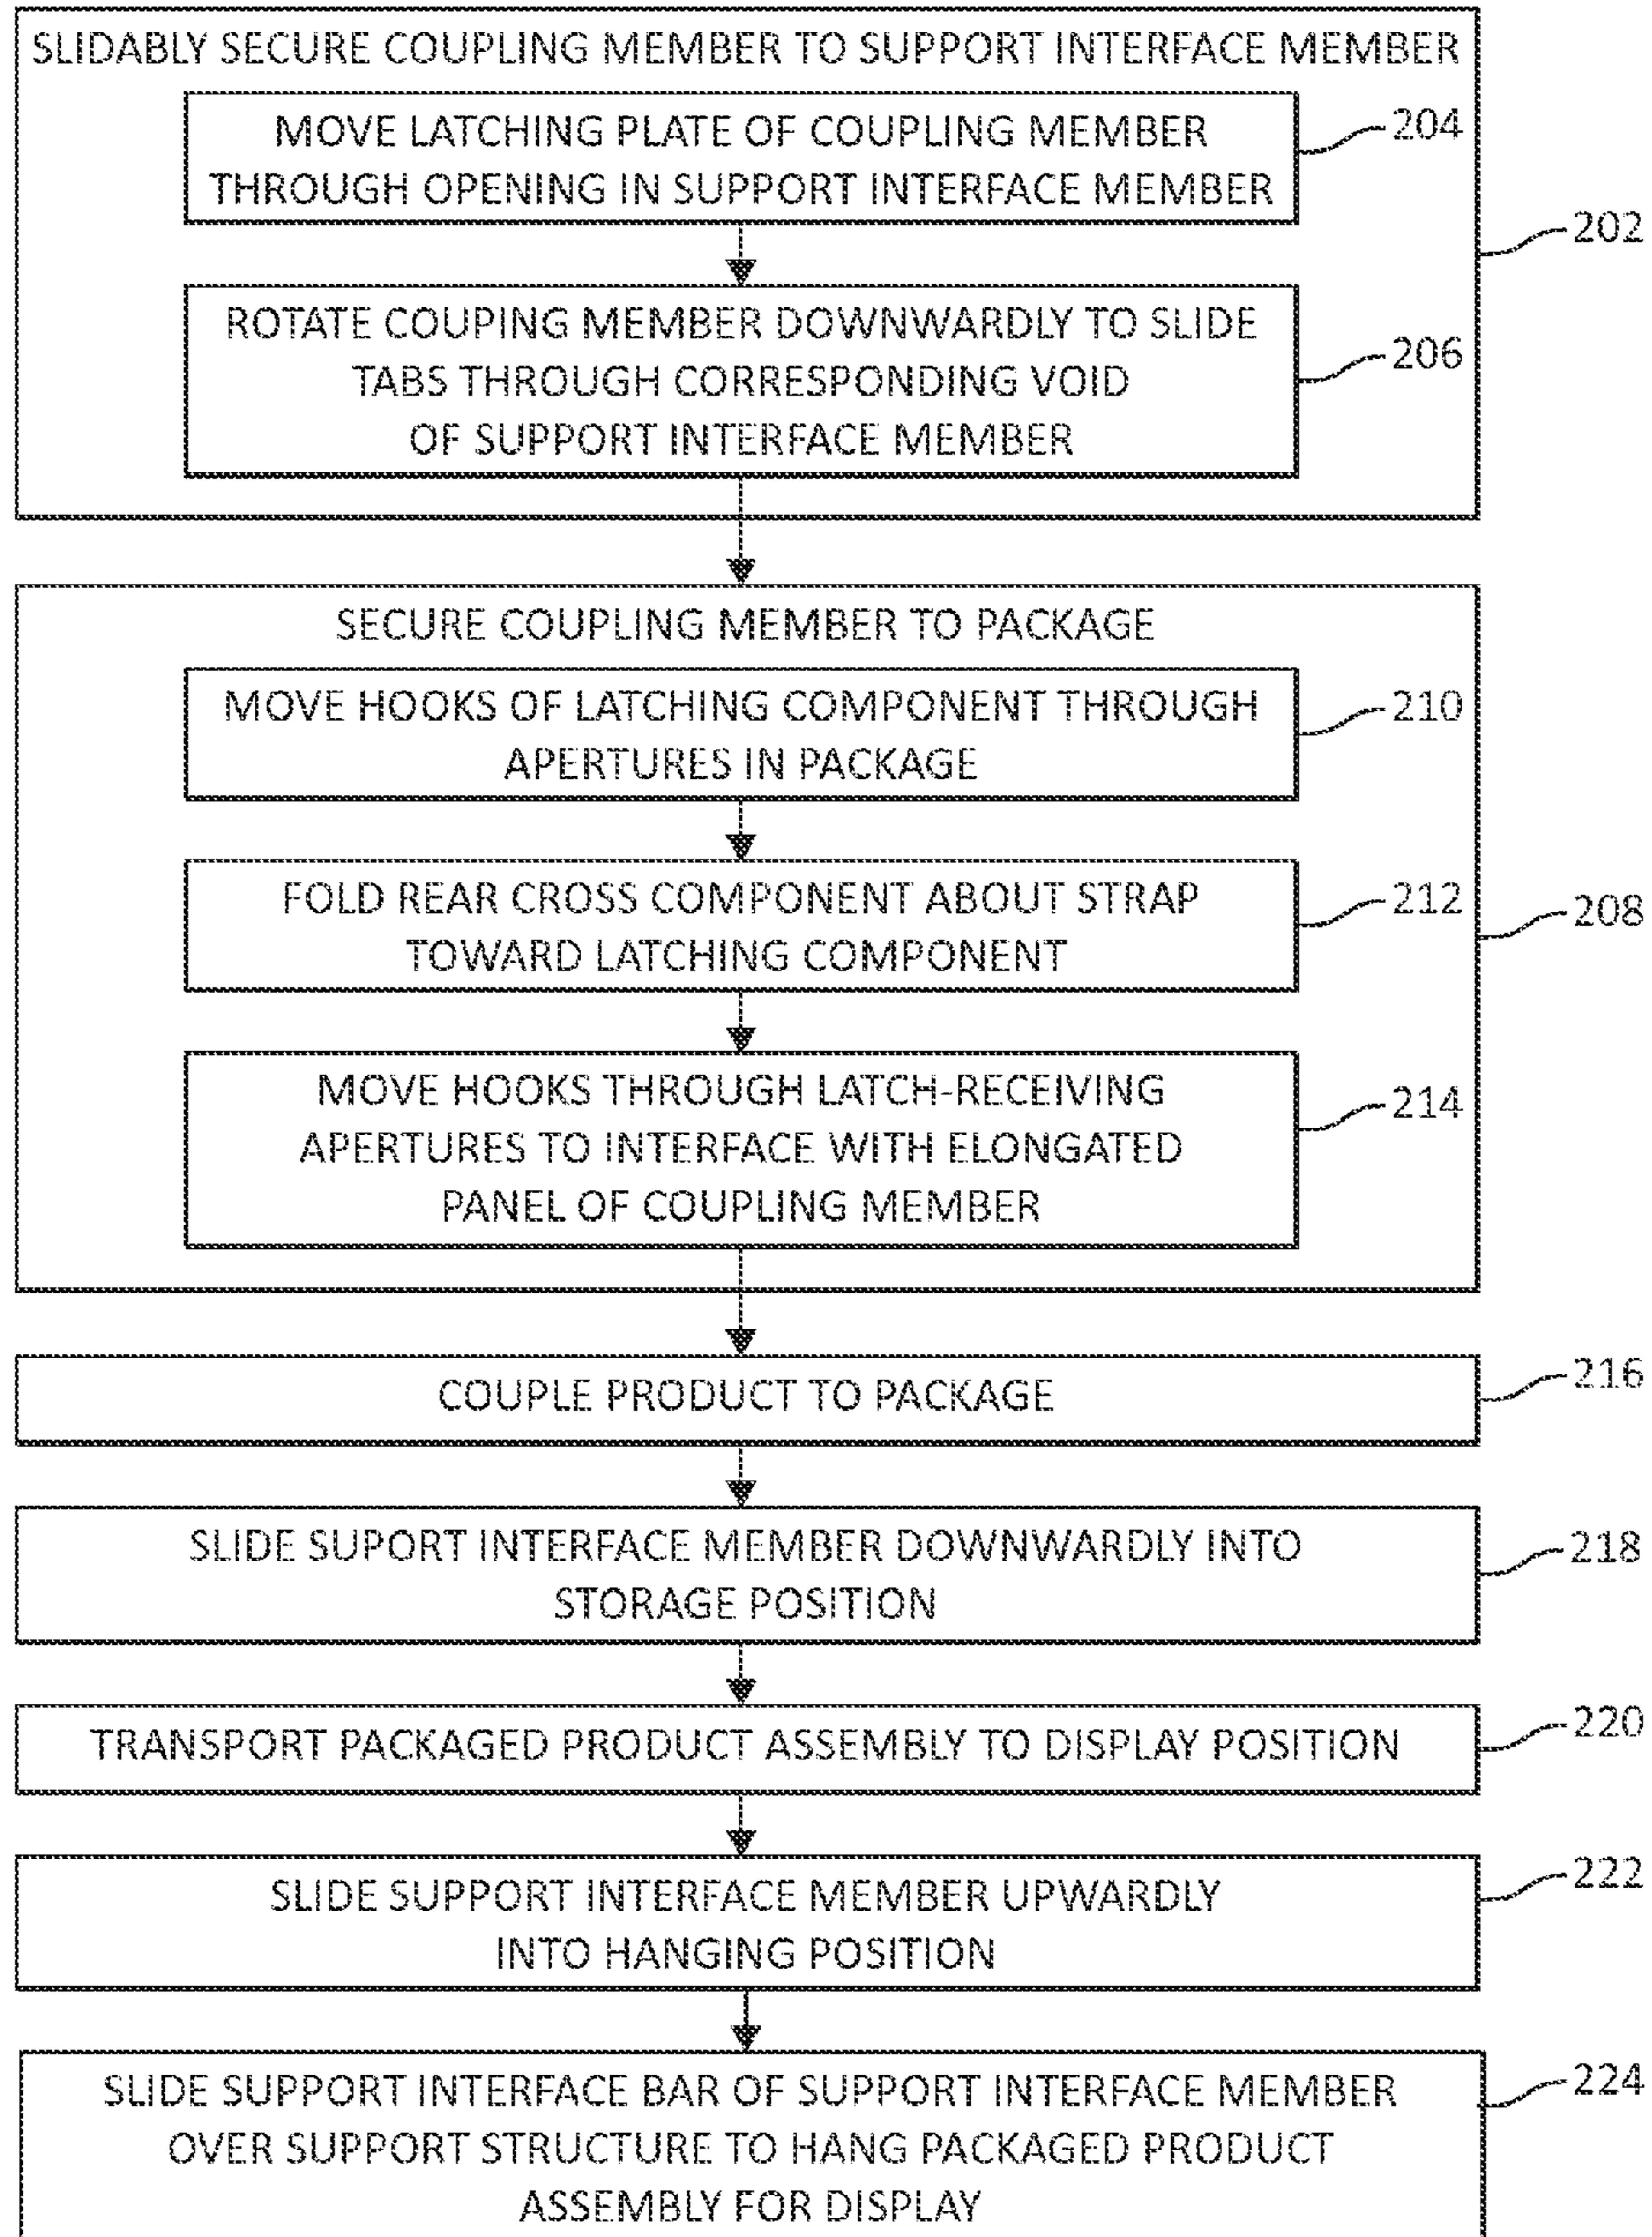 SLIDABLY SECURE COUPLING MEMBER TO SUPPORT INTERFACE MEMBER
MOVE LATCHING PLATE OF COUPLING MEMBER
THROUGH OPENING IN SUPPORT INTERFACE MEMBER
204
202
ROTATE COUPING MEMBER DOWNWARDLY TO SLIDE
TABS THROUGH CORRESPONDING VOID
OF SUPPORT INTERFACE MEMBER
206
SECURE COUPLING MEMBER TO PACKAGE
MOVE HOOKS OF LATCHING COMPONENT THROUGH
APERTURES IN PACKAGE
210
FOLD REAR CROSS COMPONENT ABOUT STRAP
TOWARD LATCHING COMPONENT
212
208
MOVE HOOKS THROUGH LATCH-RECEIVING
APERTURES TO INTERFACE WITH ELONGATED
PANEL OF COUPLING MEMBER
214
COUPLE PRODUCT TO PACKAGE
216
SLIDE SUPORT INTERFACE MEMBER DOWNWARDLY INTO
STORAGE POSITION
218
TRANSPORT PACKAGED PRODUCT ASSEMBLY TO DISPLAY POSITION
220
SLIDE SUPPORT INTERFACE MEMBER UPWARDLY
INTO HANGING POSITION
222
SLIDE SUPPORT INTERFACE BAR OF SUPPORT INTERFACE MEMBER
OVER SUPPORT STRUCTURE TO HANG PACKAGED PRODUCT
ASSEMBLY FOR DISPLAY
224